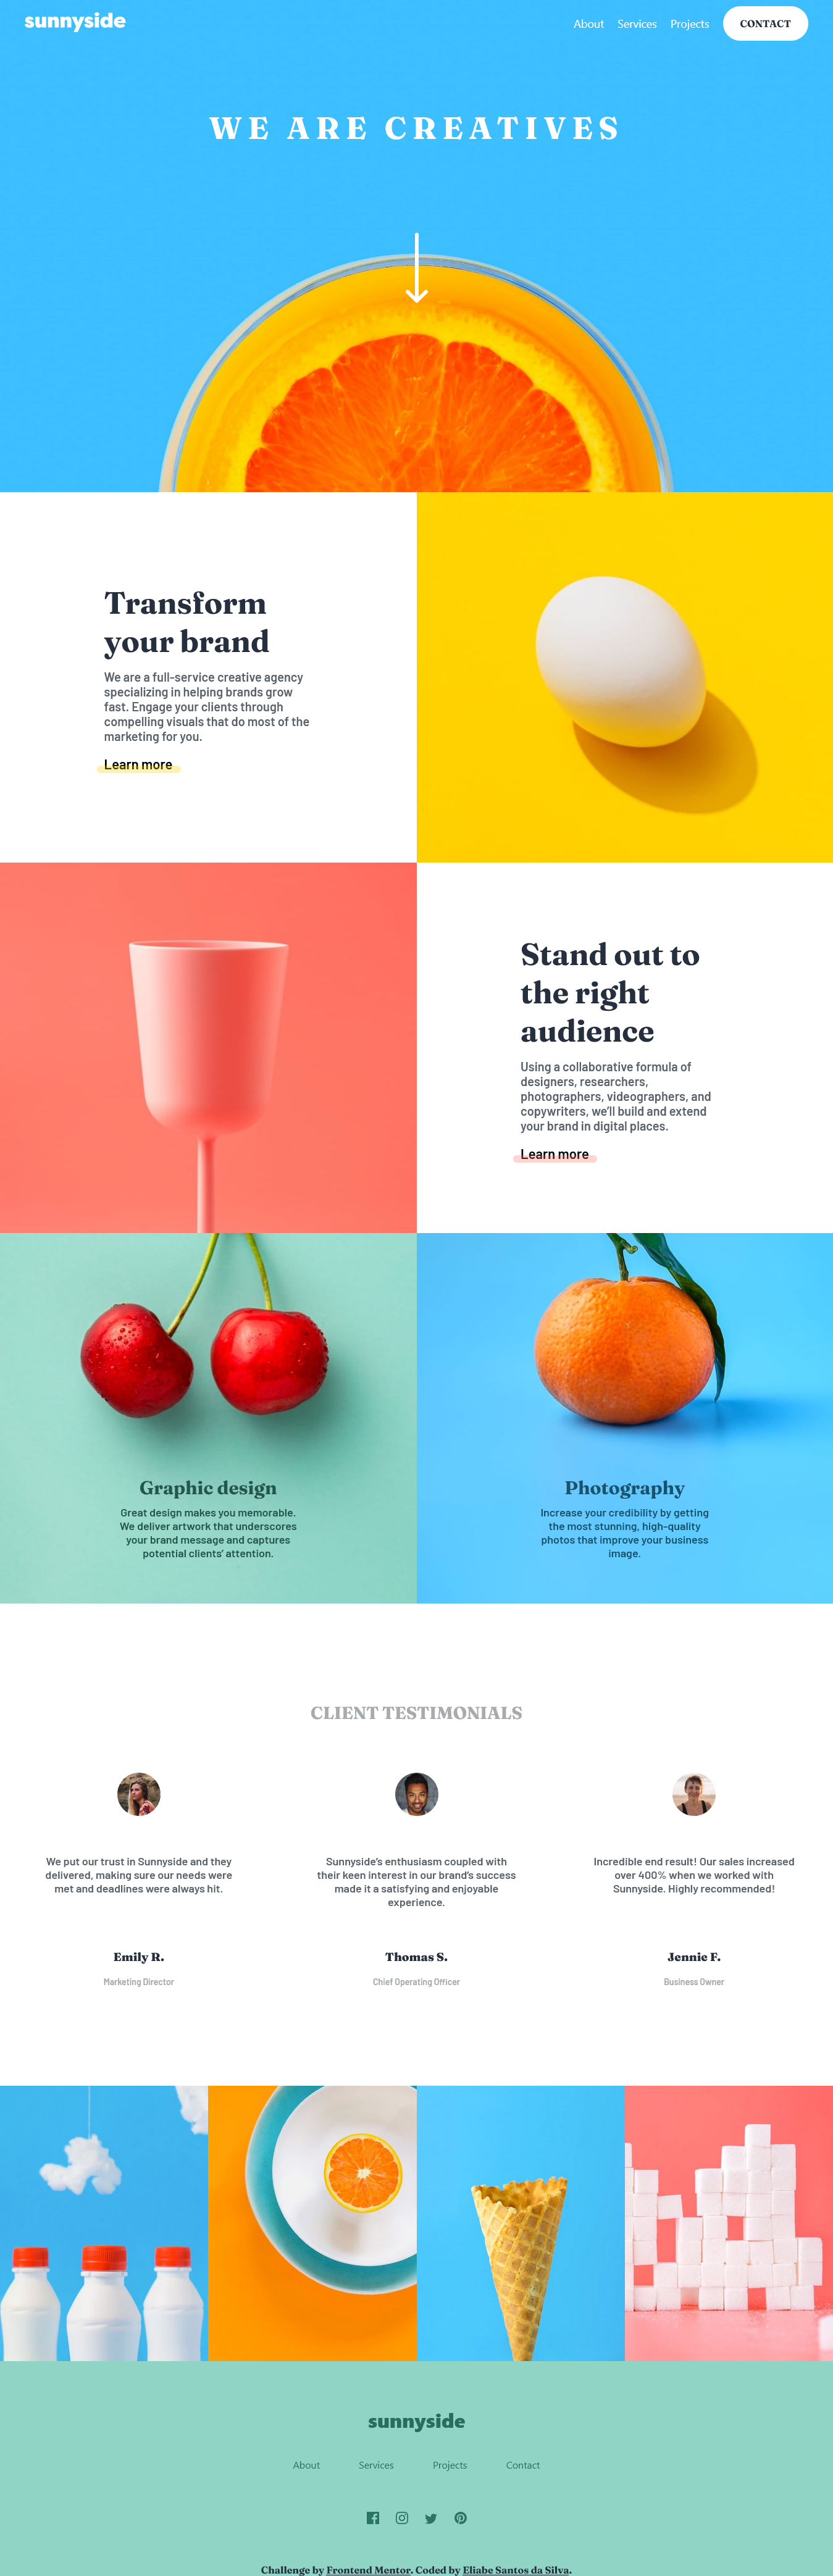 sunnyside
About Services Projects CONTACT
WE ARE CREATIVES
Transform
your brand
We are a full-service creative agency
specializing in helping brands grow
fast. Engage your clients through
compelling visuals that do most of the
marketing for you.
Learn more
Stand out to
the right
audience
Using a collaborative formula of
designers, researchers,
photographers, videographers, and
copywriters, we’ll build and extend
your brand in digital places.
Learn more
Graphic design
Great design makes you memorable.
We deliver artwork that underscores
your brand message and captures
potential clients’ attention.
Photography
Increase your credibility by getting
the most stunning, high-quality
photos that improve your business
image.
CLIENT TESTIMONIALS
We put our trust in Sunnyside and they
delivered, making sure our needs were
met and deadlines were always hit.
Emily R.
Marketing Director
Sunnyside’s enthusiasm coupled with
their keen interest in our brand’s success
made it a satisfying and enjoyable
experience.
Thomas S.
Chief Operating Officer
Incredible end result! Our sales increased
over 400% when we worked with
Sunnyside. Highly recommended!
Jennie F.
Business Owner
sunnyside
About Services Projects Contact
Challenge by Frontend Mentor. Coded by Eliabe Santos da Silva.